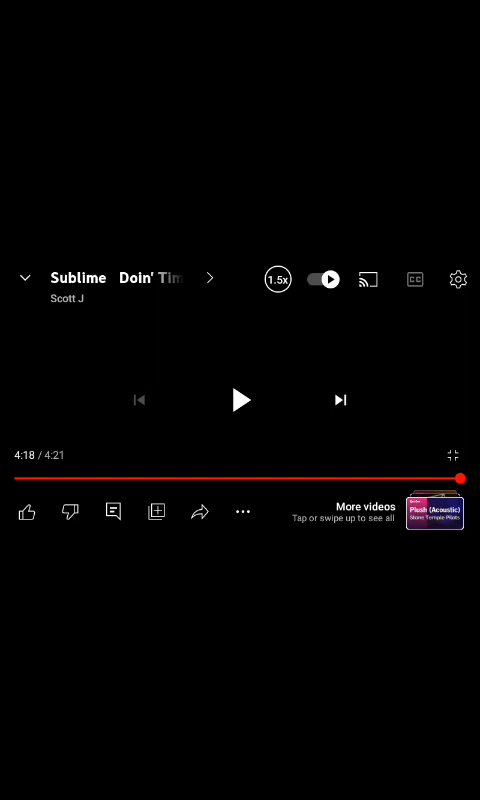 Sublime Doin' Tim
1.5x
CC
Scott J
4:18 / 4:21
More videos
Tap or swipe up to see all
Plush (Acoustic)
Stone Temple Pilots